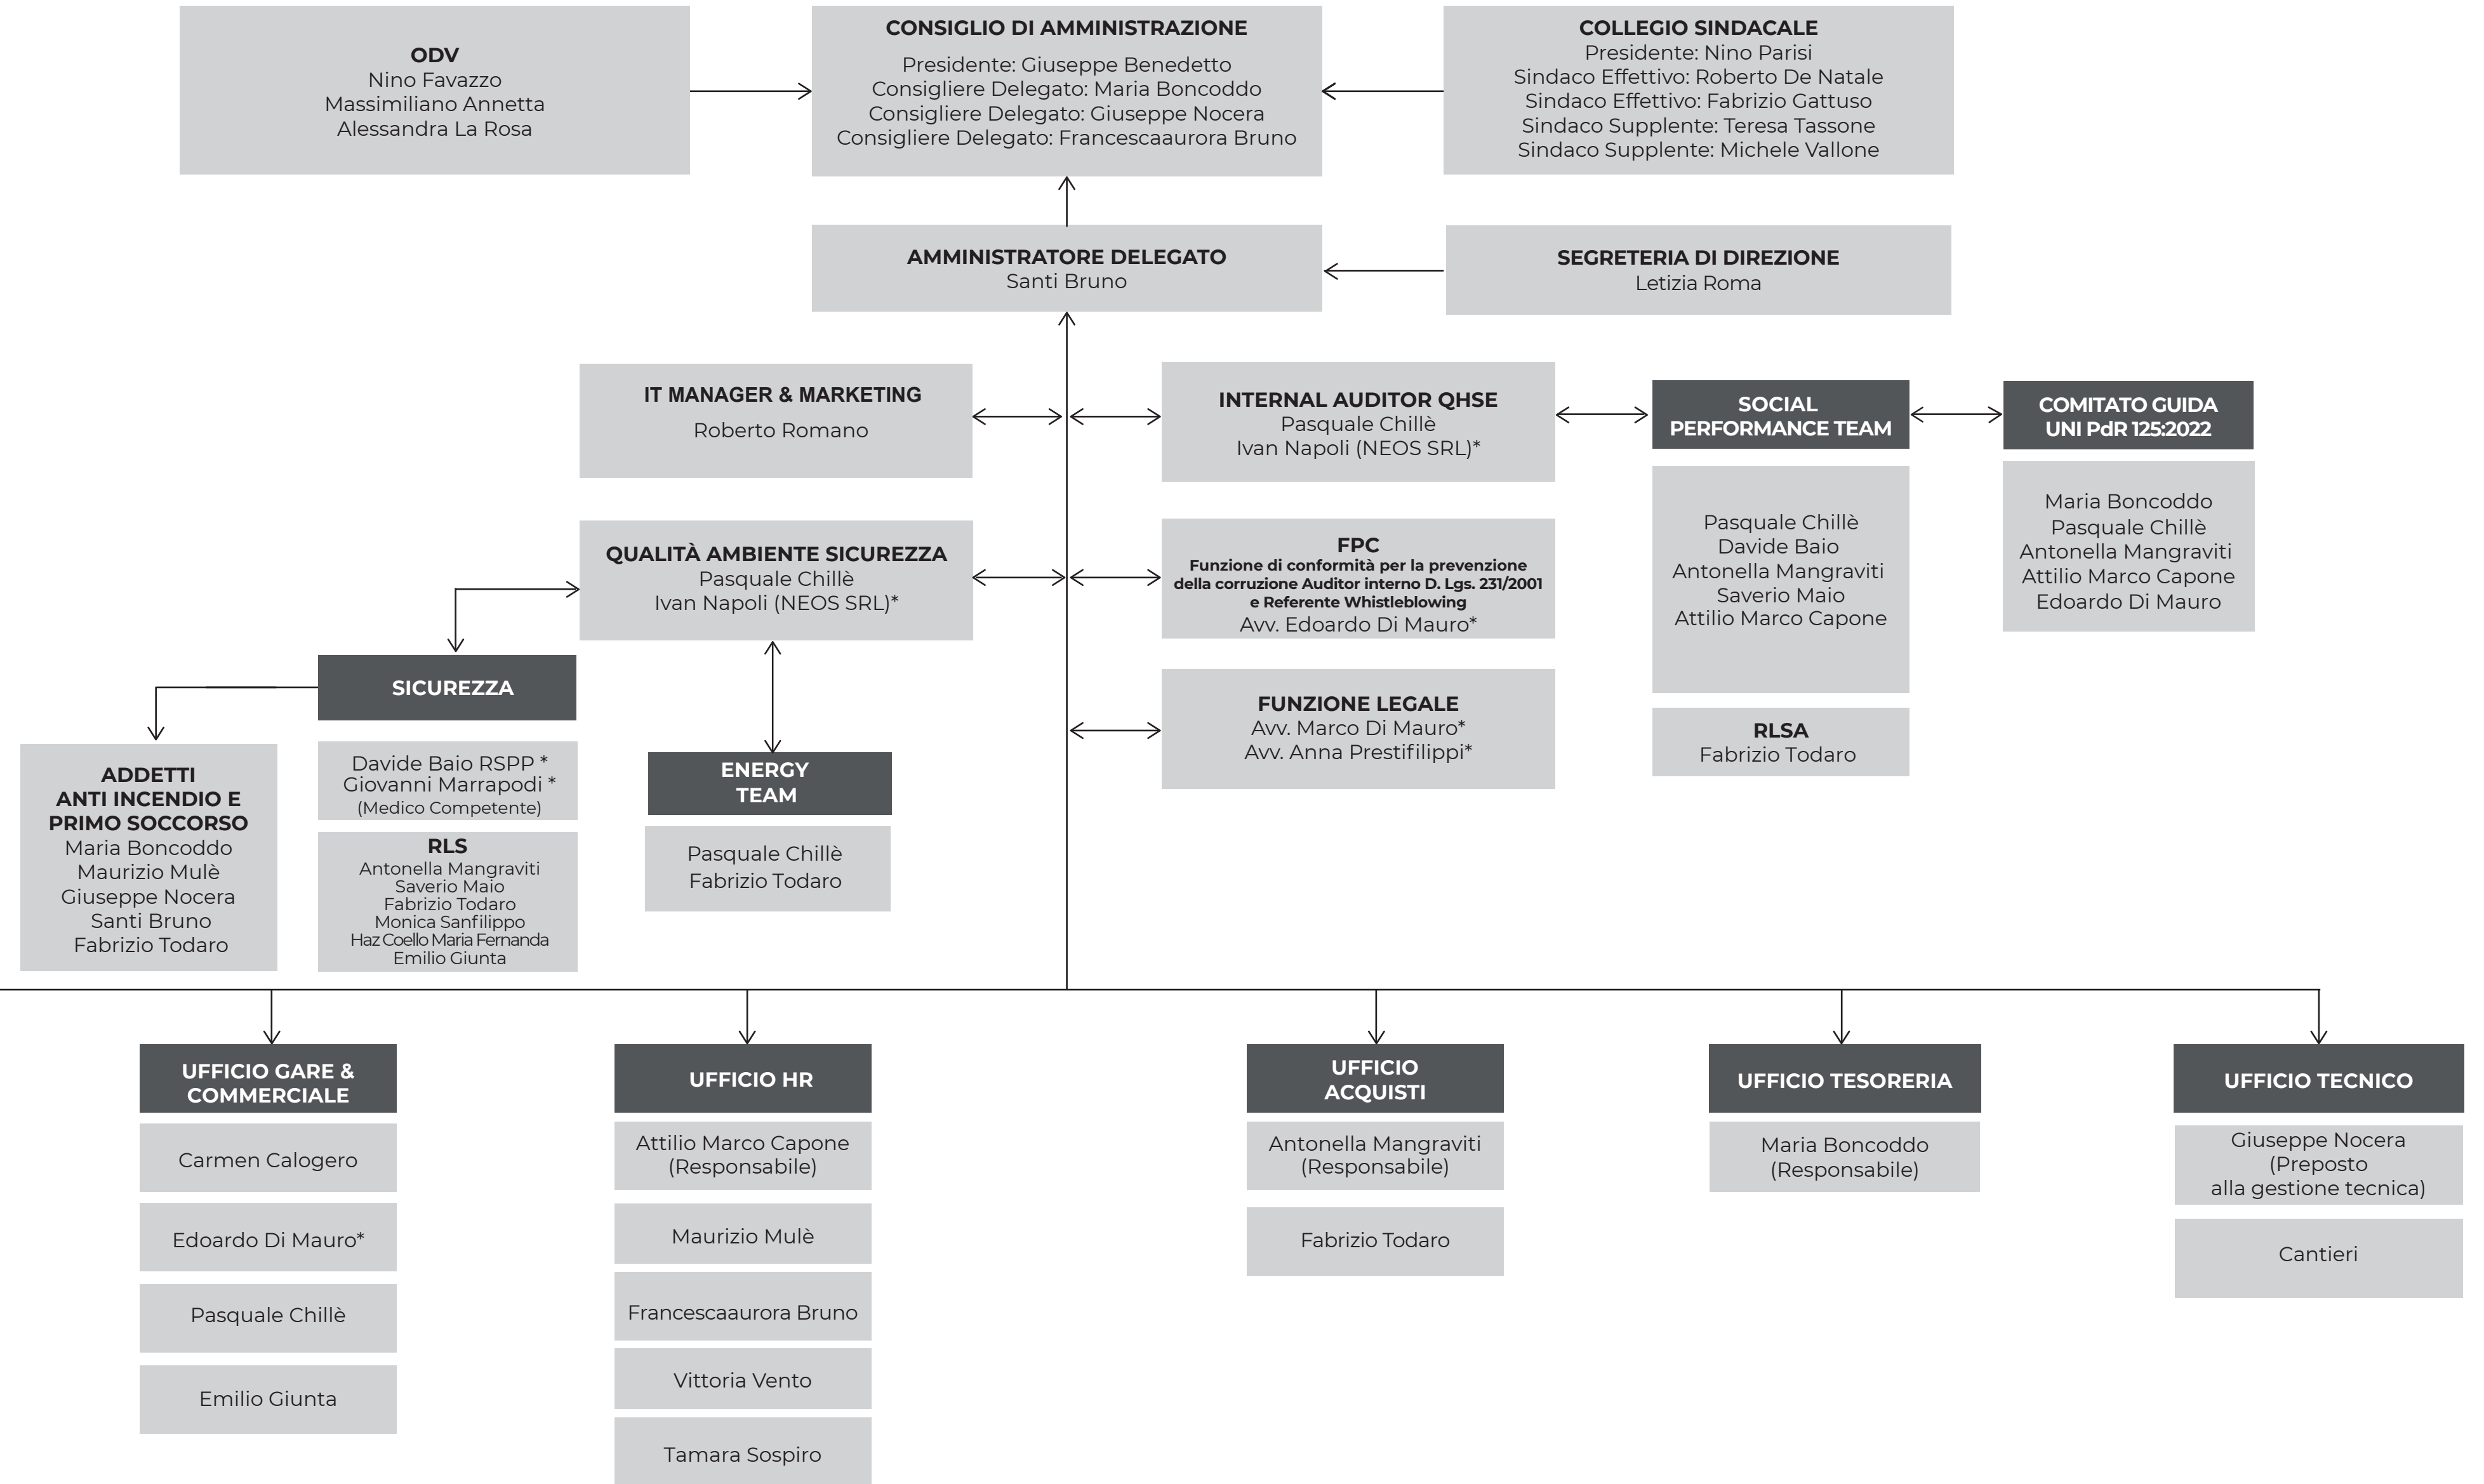 ODV
Nino Favazzo
Massimiliano Annetta
Alessandra La Rosa
CONSIGLIO DI AMMINISTRAZIONE
Presidente: Giuseppe Benedetto
Consigliere Delegato: Maria Boncoddo
Consigliere Delegato: Giuseppe Nocera
Consigliere Delegato: Francescaaurora Bruno
COLLEGIO SINDACALE
Presidente: Nino Parisi
Sindaco Effettivo: Roberto De Natale
Sindaco Effettivo: Fabrizio Gattuso
Sindaco Supplente: Teresa Tassone
Sindaco Supplente: Michele Vallone
AMMINISTRATORE DELEGATO
Santi Bruno
SEGRETERIA DI DIREZIONE
Letizia Roma
IT MANAGER & MARKETING
Roberto Romano
INTERNAL AUDITOR QHSE
Pasquale Chillè
Ivan Napoli (NEOS SRL)*
SOCIAL
PERFORMANCE TEAM
COMITATO GUIDA
UNI PdR 125:2022
Pasquale Chillè
Davide Baio
Antonella Mangraviti
Saverio Maio
Attilio Marco Capone
Maria Boncoddo
Pasquale Chillè
Antonella Mangraviti
Attilio Marco Capone
Edoardo Di Mauro
QUALITÀ AMBIENTE SICUREZZA
Pasquale Chillè
Ivan Napoli (NEOS SRL)*
FPC
Funzione di conformità per la prevenzione
della corruzione Auditor interno D. Lgs. 231/2001
e Referente Whistleblowing
Avv. Edoardo Di Mauro*
FUNZIONE LEGALE
Avv. Marco Di Mauro*
Avv. Anna Prestifilippi*
RLSA
Fabrizio Todaro
SICUREZZA
ADDETTI
ANTI INCENDIO E
PRIMO SOCCORSO
Maria Boncoddo
Maurizio Mulè
Giuseppe Nocera
Santi Bruno
Fabrizio Todaro
Davide Baio RSPP *
Giovanni Marrapodi *
(Medico Competente)
RLS
Antonella Mangraviti
Saverio Maio
Fabrizio Todaro
Monica Sanfilippo
Haz Coello Maria Fernanda
Emilio Giunta
ENERGY
TEAM
Pasquale Chillè
Fabrizio Todaro
UFFICIO GARE &
COMMERCIALE
Carmen Calogero
Edoardo Di Mauro*
Pasquale Chillè
Emilio Giunta
UFFICIO HR
Attilio Marco Capone
(Responsabile)
Maurizio Mulè
Francescaaurora Bruno
Vittoria Vento
Tamara Sospiro
UFFICIO
ACQUISTI
Antonella Mangraviti
(Responsabile)
Fabrizio Todaro
UFFICIO TESORERIA
Maria Boncoddo
(Responsabile)
UFFICIO TECNICO
Giuseppe Nocera
(Preposto
alla gestione tecnica)
Cantieri